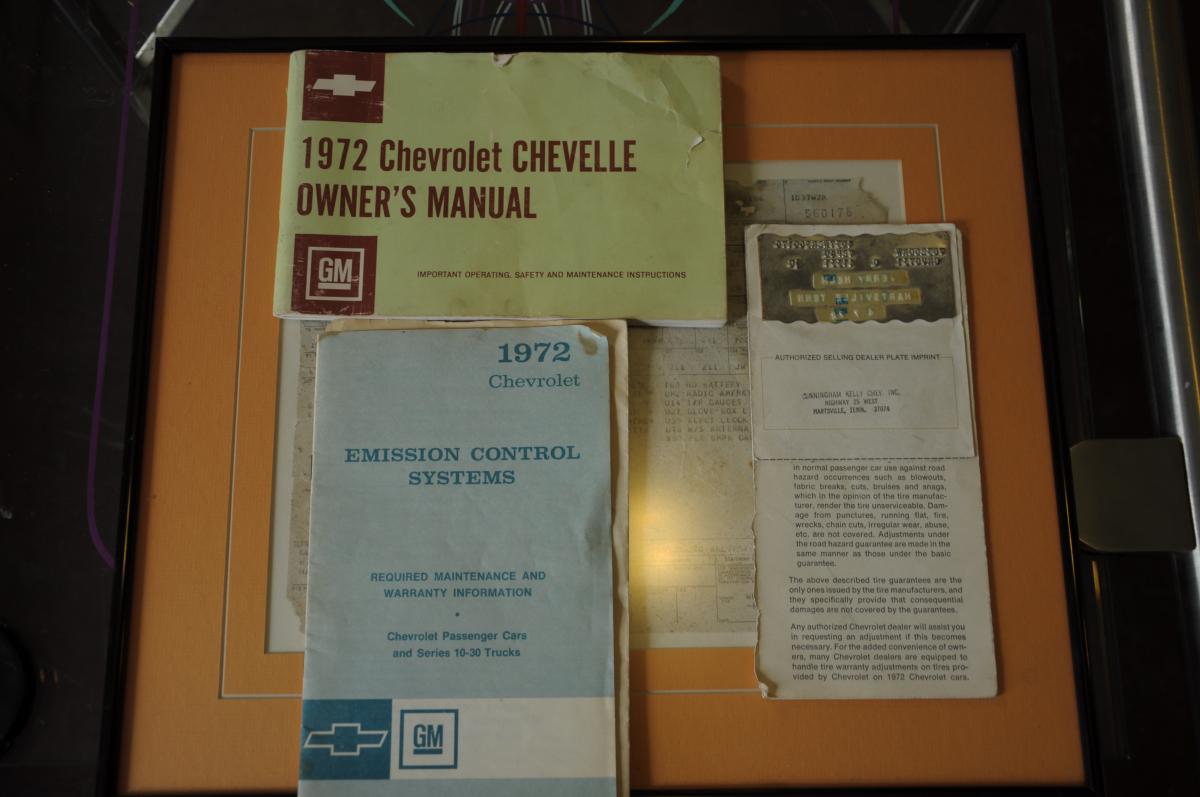 1972 Chevrolet CHEVELLE
OWNER'S MANUAL
GM
IMPORTANT OPERATING, SAFETY AND MAINTENANCE INSTRUCTIONS
560176
1972
Chevrolet
EMISSION CONTROL
SYSTEMS
REQUIRED MAINTENANCE AND
WARRANTY INFORMATION
•
Chevrolet Passenger Cars
and Series 10-30 Trucks
GM
AUTHORIZED SELLING DEALER PLATE IMPRINT
CUNNINGHAM KELLY CHEV. INC.
HIGHWAY 25 WEST
HARTSVILLE, TENN. 37074
in normal passenger car use against road
hazard occurrences such as blowouts,
fabric breaks, cuts, bruises and snags,
which in the opinion of the tire manufac-
turer, render the tire unserviceable. Dam-
age from punctures, running flat, fire,
wrecks, chain cuts, irregular wear, abuse,
etc. are not covered. Adjustments under
the road hazard guarantee are made in the
same manner as those under the basic
guarantee.
The above described tire guarantees are the
only ones issued by the tire manufacturers, and
they specifically provide that consequential
damages are not covered by the guarantees.
Any authorized Chevrolet dealer will assist you
in requesting an adjustment if this becomes
necessary. For the added convenience of own-
ers, many Chevrolet dealers are equipped to
handle tire warranty adjustments on tires pro-
vided by Chevrolet on 1972 Chevrolet cars.